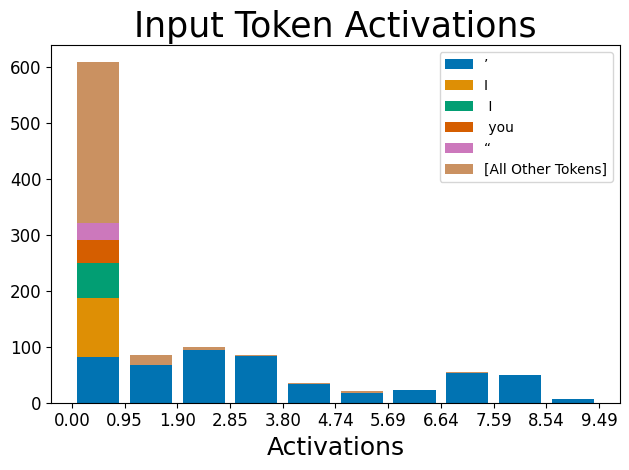 Input Token Activations
600
500
400
300
200
100
0
’
I
I
you
“
[All Other Tokens]
0.00 0.95 1.90 2.85 3.80 4.74 5.69 6.64 7.59 8.54 9.49
Activations